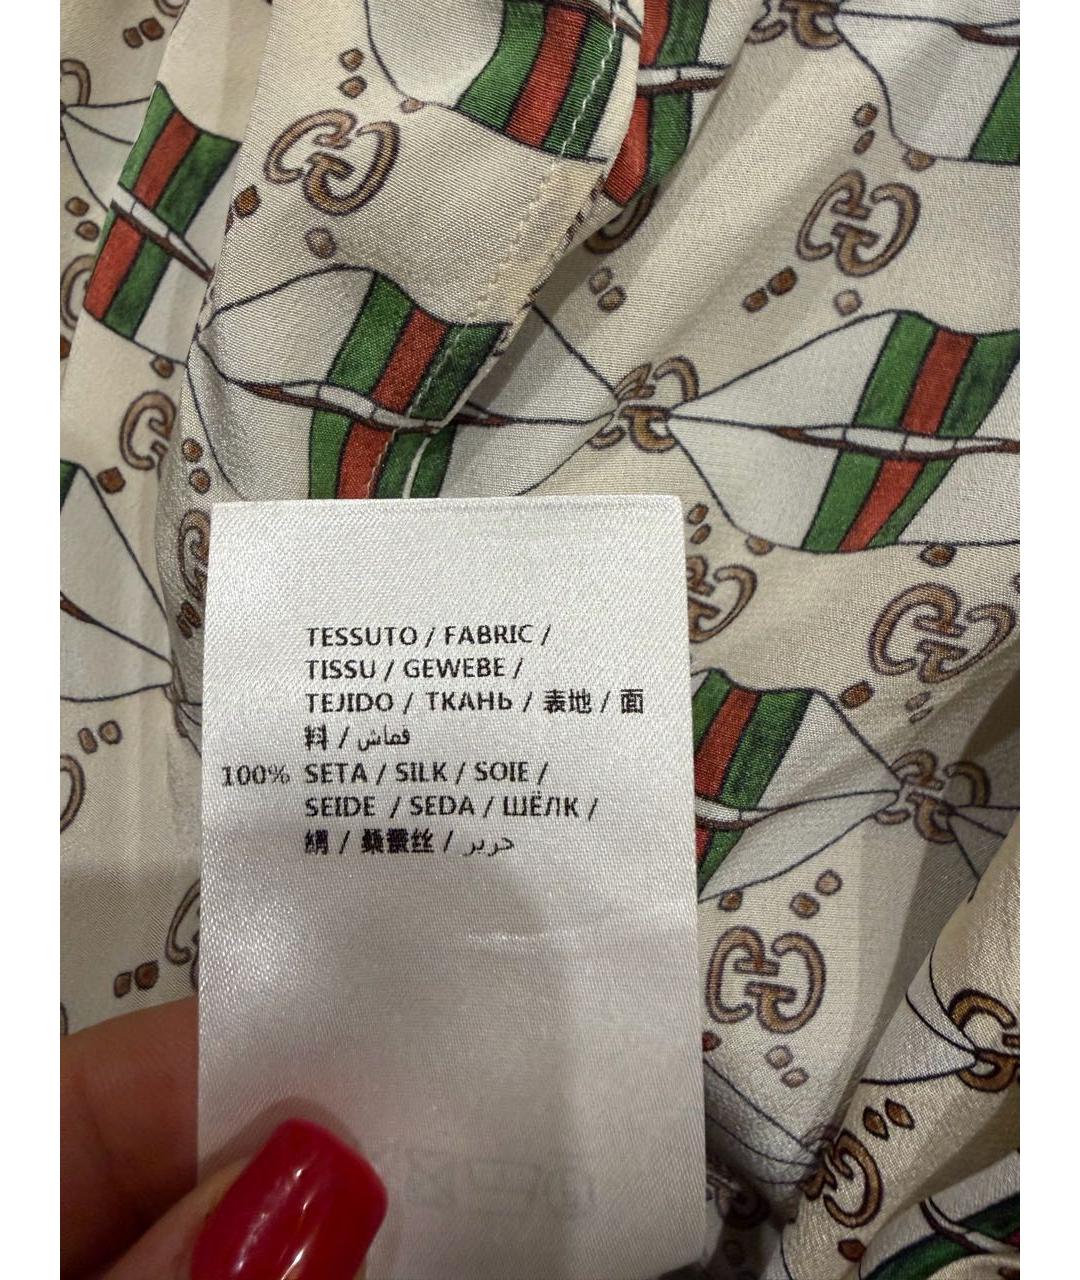 TESSUTO / FABRIC /
TISSU / GEWEBE /
TEJIDO / ТКАНЬ / 表地 / 面
料 / قماش
100% SETA / SILK / SOIE /
SEIDE / SEDA / ШЁЛК /
絹 / 桑蚕丝 / حرير